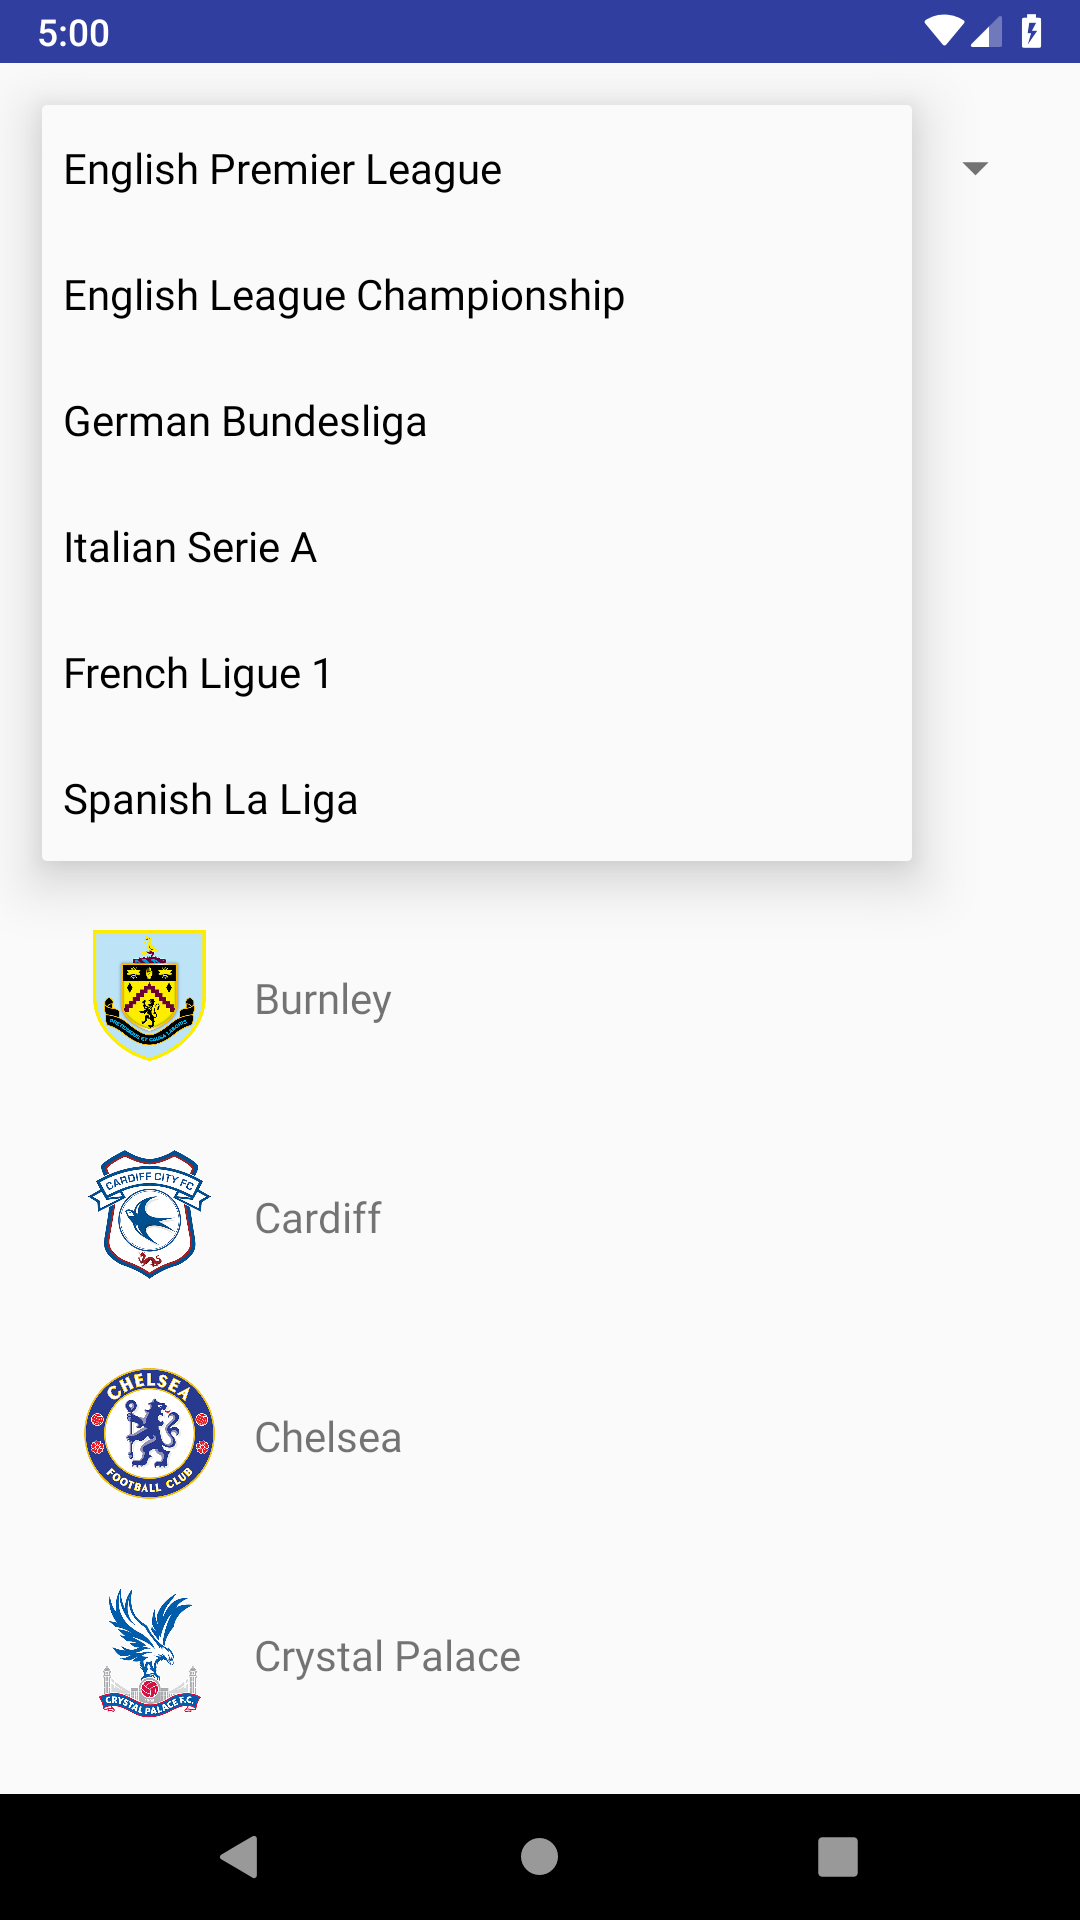 5:00
English Premier League
English League Championship
German Bundesliga
Italian Serie A
French Ligue 1
Spanish La Liga
Burnley
CARDIFF CITY FC
Cardiff
CHELSEA
FOOTBALL CLUB
Chelsea
CRYSTAL PALACE F.C.
Crystal Palace